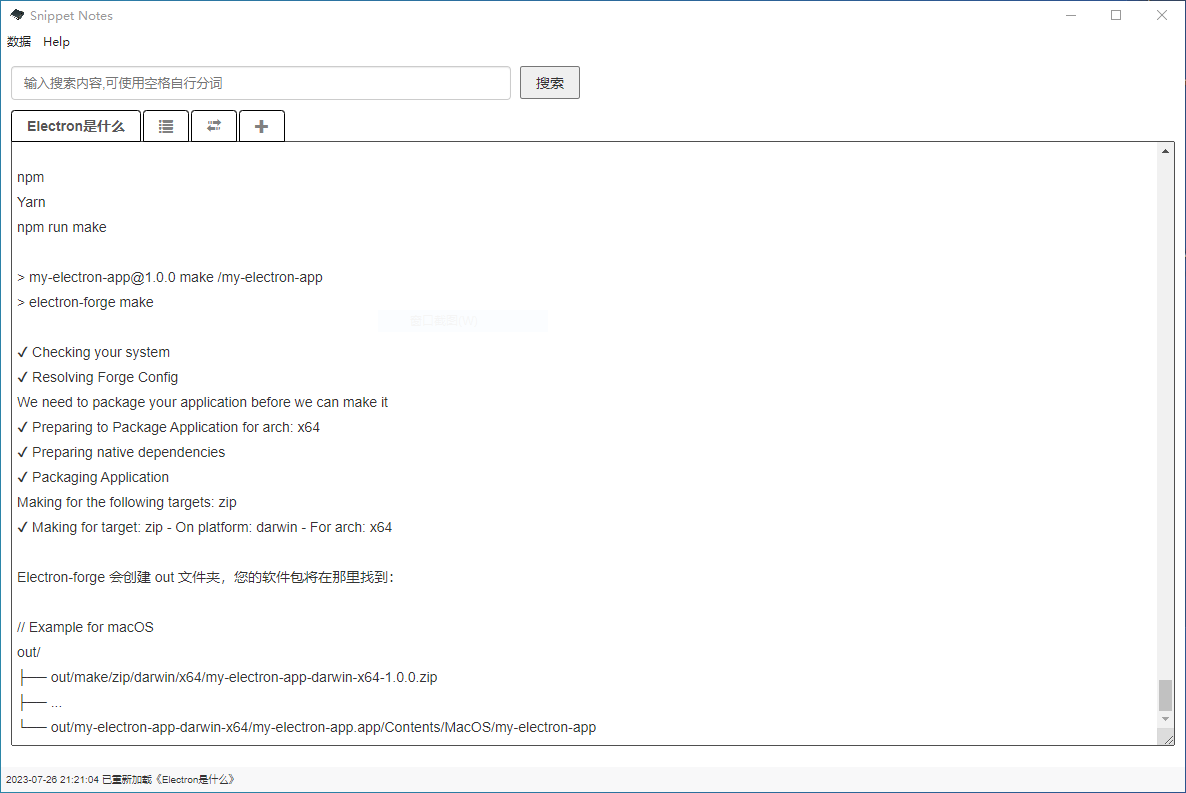 Snippet Notes
数据 Help
输入搜索内容,可使用空格自行分词 搜索
Electron是什么
npm
Yarn
npm run make
> my-electron-app@1.0.0 make /my-electron-app
> electron-forge make
✓ Checking your system
✓ Resolving Forge Config
We need to package your application before we can make it
✓ Preparing to Package Application for arch: x64
✓ Preparing native dependencies
✓ Packaging Application
Making for the following targets: zip
✓ Making for target: zip - On platform: darwin - For arch: x64
Electron-forge 会创建 out 文件夹，您的软件包将在那里找到：
// Example for macOS
out/
├── out/make/zip/darwin/x64/my-electron-app-darwin-x64-1.0.0.zip
├── ...
└── out/my-electron-app-darwin-x64/my-electron-app.app/Contents/MacOS/my-electron-app
2023-07-26 21:21:04 已重新加载《Electron是什么》